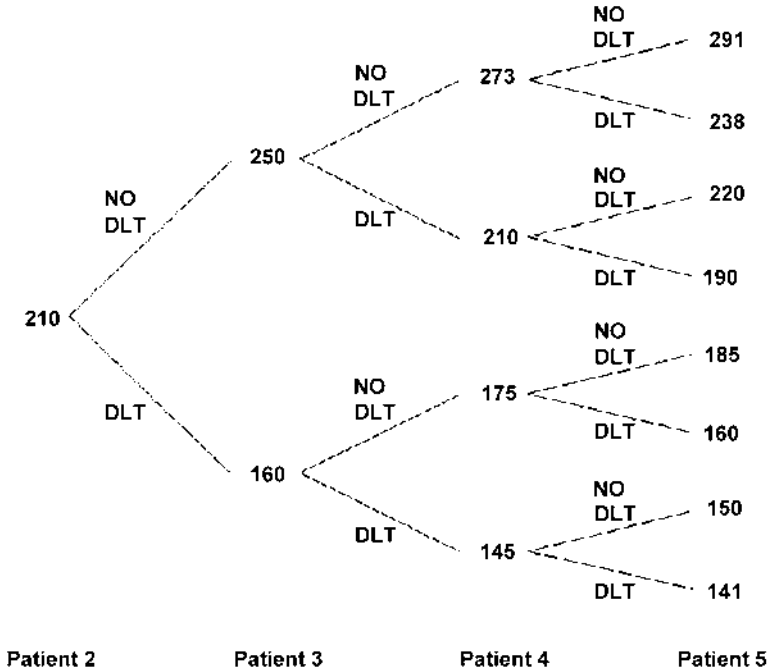 NO
DLT
291
NO
DLT
273
DLT
238
NO
DLT
250
NO
DLT
220
DLT
210
DLT
190
210
NO
DLT
185
DLT
NO
DLT
175
DLT
160
160
NO
DLT
150
DLT
145
DLT
141
Patient 2 Patient 3 Patient 4 Patient 5